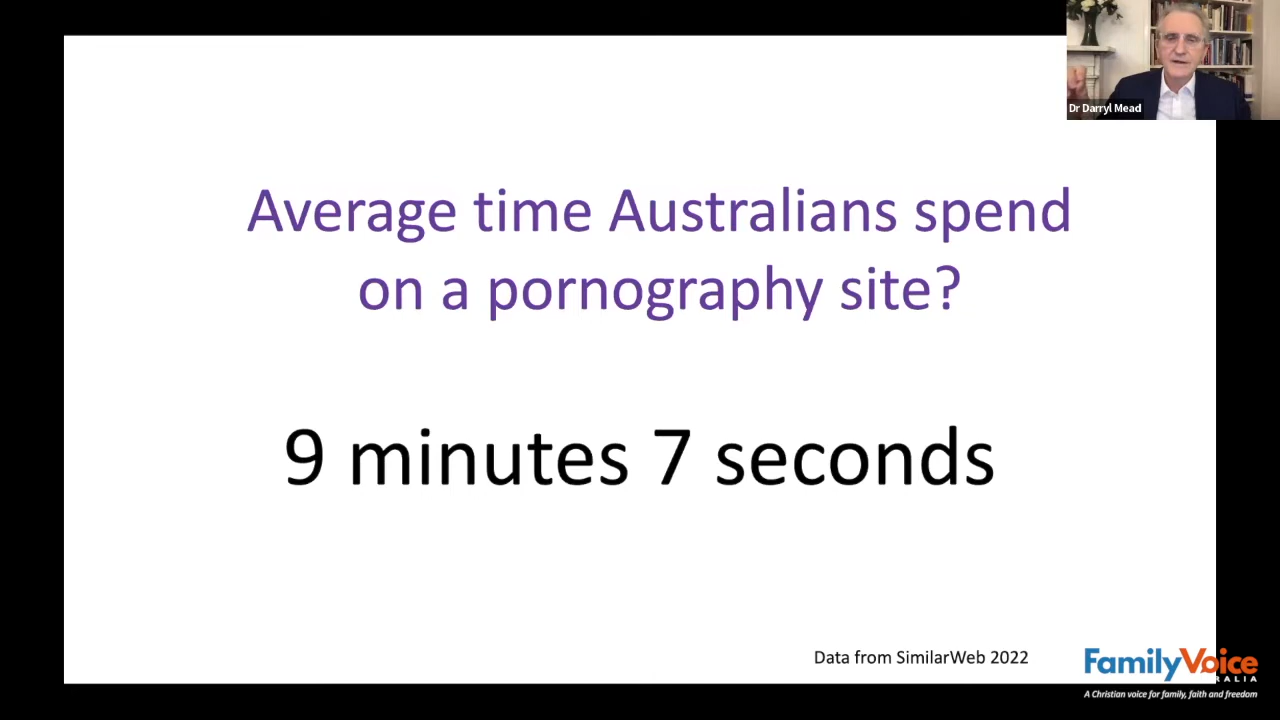 Dr Darryl Mead
Average time Australians spend
on a pornography site?
9 minutes 7 seconds
Data from SimilarWeb 2022
FamilyVoice
RALIA
A Christian voice for family, faith and freedom